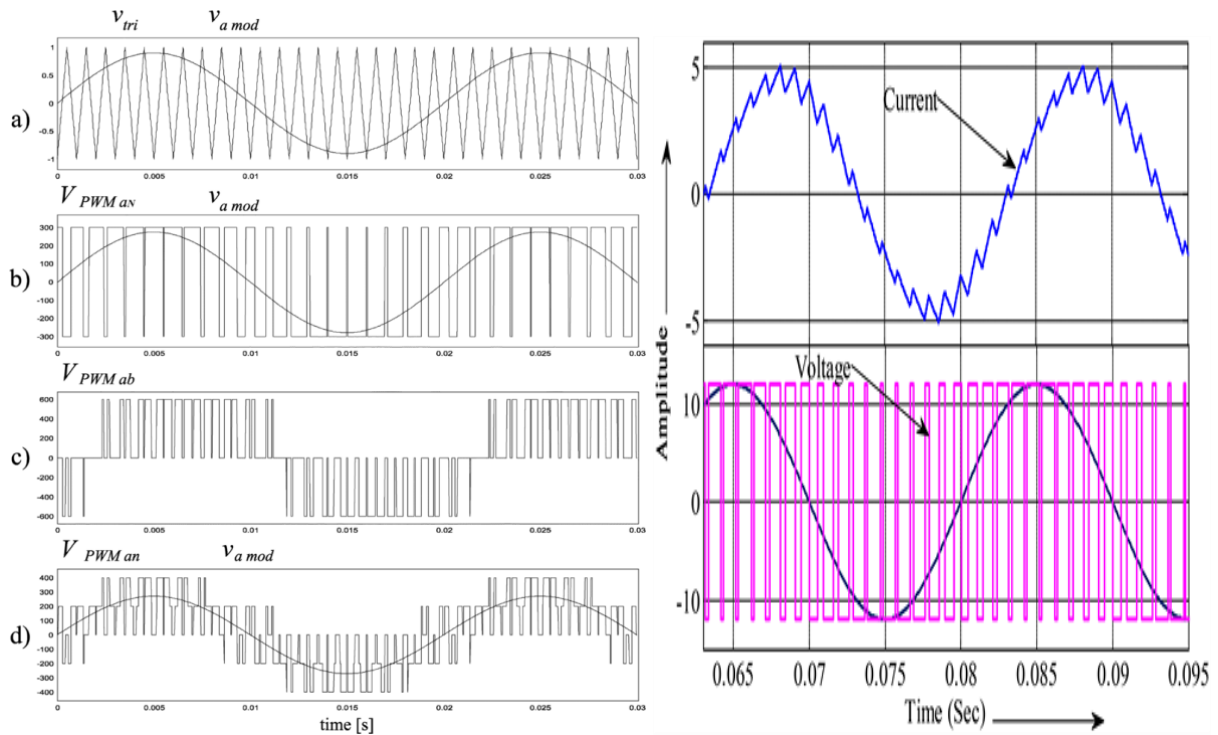 v_tri v_a mod
a)
1
0.5
0
-0.5
-1
0 0.005 0.01 0.015 0.02 0.025 0.03
V_PWM aN v_a mod
b)
300
200
100
0
-100
-200
-300
0 0.005 0.01 0.015 0.02 0.025 0.03
V_PWM ab
c)
600
400
200
0
-200
-400
-600
0 0.005 0.01 0.015 0.02 0.025 0.03
V_PWM an v_a mod
d)
400
300
200
100
0
-100
-200
-300
-400
0 0.005 0.01 0.015 0.02 0.025 0.03
time [s]
5
Current
0
-5
Amplitude
Voltage
10
0
-10
0.065 0.07 0.075 0.08 0.085 0.09 0.095
Time (Sec)